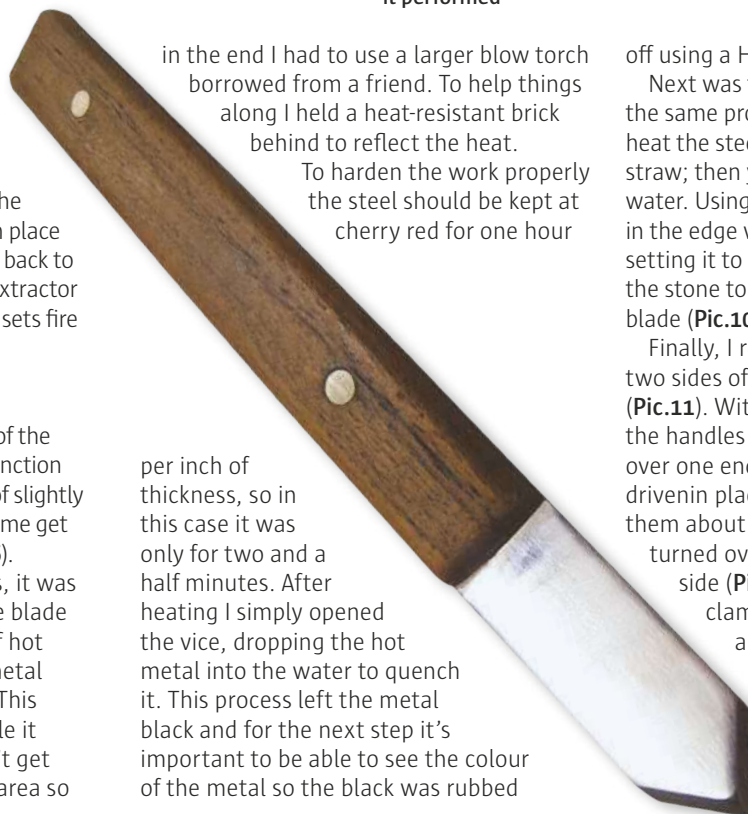 it performed
he
place
back to
xtractor
sets fire
of the
nction
of slightly
me get
).
s, it was
e blade
f hot
etal
This
le it
t get
area so
in the end I had to use a larger blow torch
borrowed from a friend. To help things
along I held a heat-resistant brick
behind to reflect the heat.
To harden the work properly
the steel should be kept at
cherry red for one hour
per inch of
thickness, so in
this case it was
only for two and a
half minutes. After
heating I simply opened
the vice, dropping the hot
metal into the water to quench
it. This process left the metal
black and for the next step it's
important to be able to see the colour
of the metal so the black was rubbed
off using a H
Next was
the same pro
heat the stee
straw; then
water. Using
in the edge
setting it to
the stone to
blade (Pic.10
Finally, I r
two sides of
(Pic.11). Wit
the handles
over one end
drivenin plac
them about
turned ov
side (P
clam
a